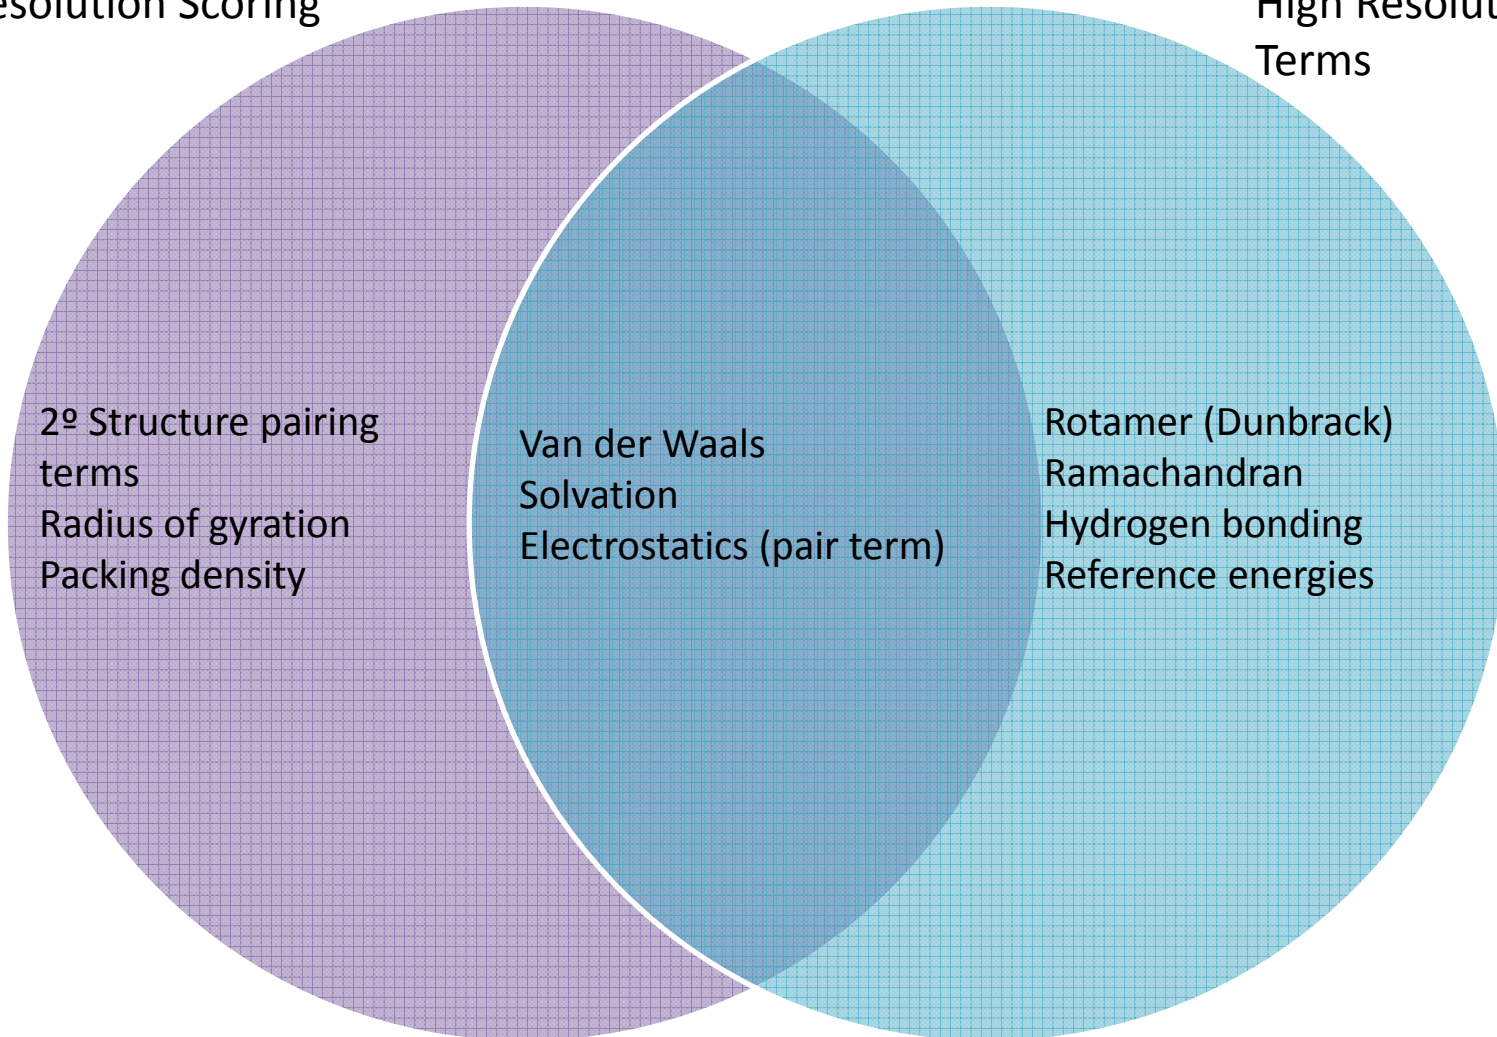 Resolution Scoring
High Resolut
Terms
2º Structure pairing
terms
Radius of gyration
Packing density
Van der Waals
Solvation
Electrostatics (pair term)
Rotamer (Dunbrack)
Ramachandran
Hydrogen bonding
Reference energies